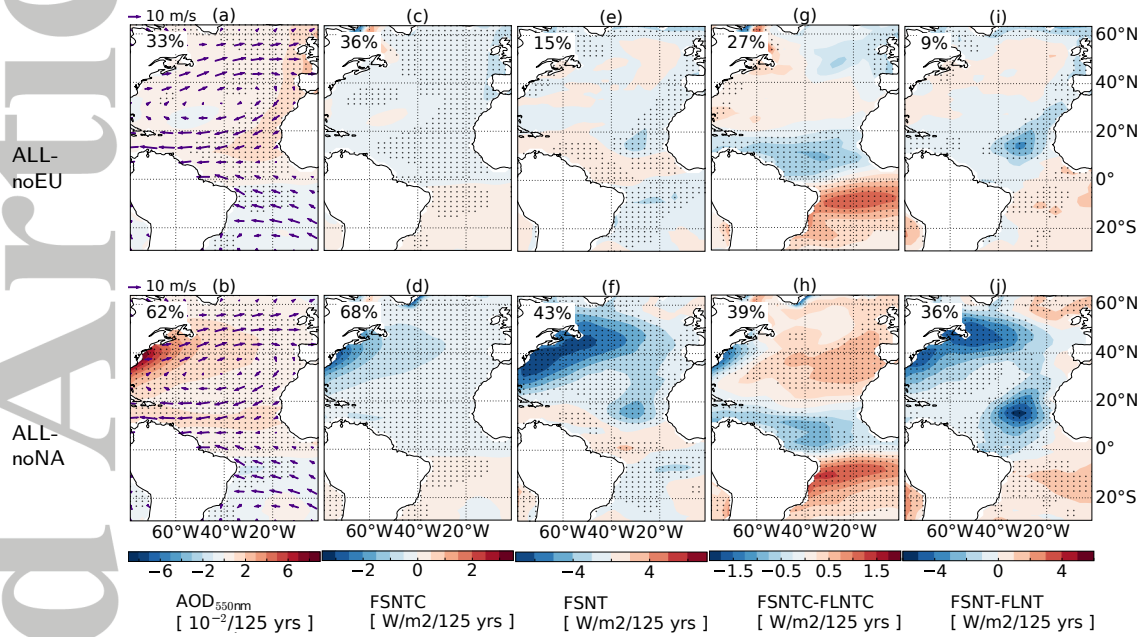 10 m/s (a) (c) (e) (g) (i)
33% 36% 15% 27% 9%
60°N
40°N
20°N
0°
20°S
ALL-
noEU
10 m/s (b) (d) (f) (h) (j)
62% 68% 43% 39% 36%
60°N
40°N
20°N
0°
20°S
ALL-
noNA
60°W40°W20°W 60°W40°W20°W 60°W40°W20°W 60°W40°W20°W 60°W40°W20°W
−6 −2 2 6 −2 0 2 −4 4 −1.5 −0.5 0.5 1.5 −4 0 4
AOD550nm FSNTC FSNT FSNTC-FLNTC FSNT-FLNT
[ 10−2/125 yrs ] [ W/m2/125 yrs ] [ W/m2/125 yrs ] [ W/m2/125 yrs ] [ W/m2/125 yrs ]
d Artic